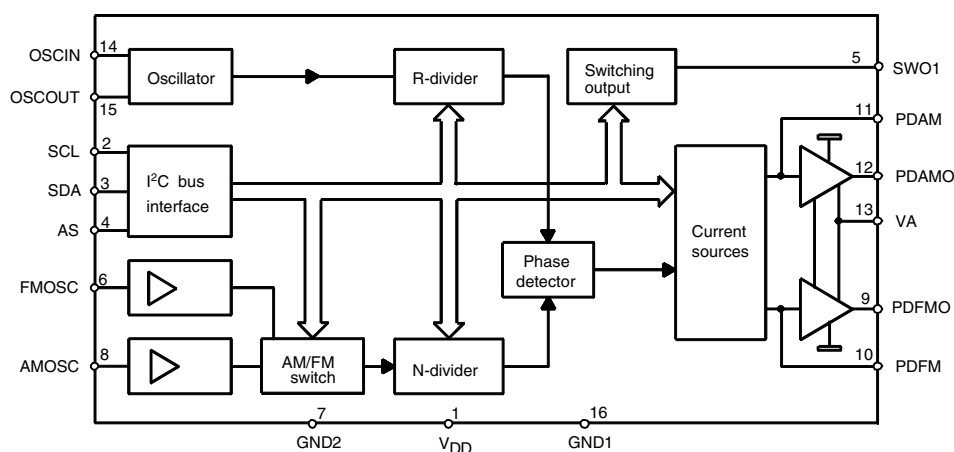 OSCIN
14
OSCOUT
15
Oscillator
R-divider
Switching
output
5
SWO1
11
PDAM
SCL
2
SDA
3
AS
4
I²C bus
interface
12
PDAMO
13
VA
Current
sources
Phase
detector
FMOSC
6
9
PDFMO
AMOSC
8
AM/FM
switch
N-divider
10
PDFM
7
GND2
1
VDD
16
GND1